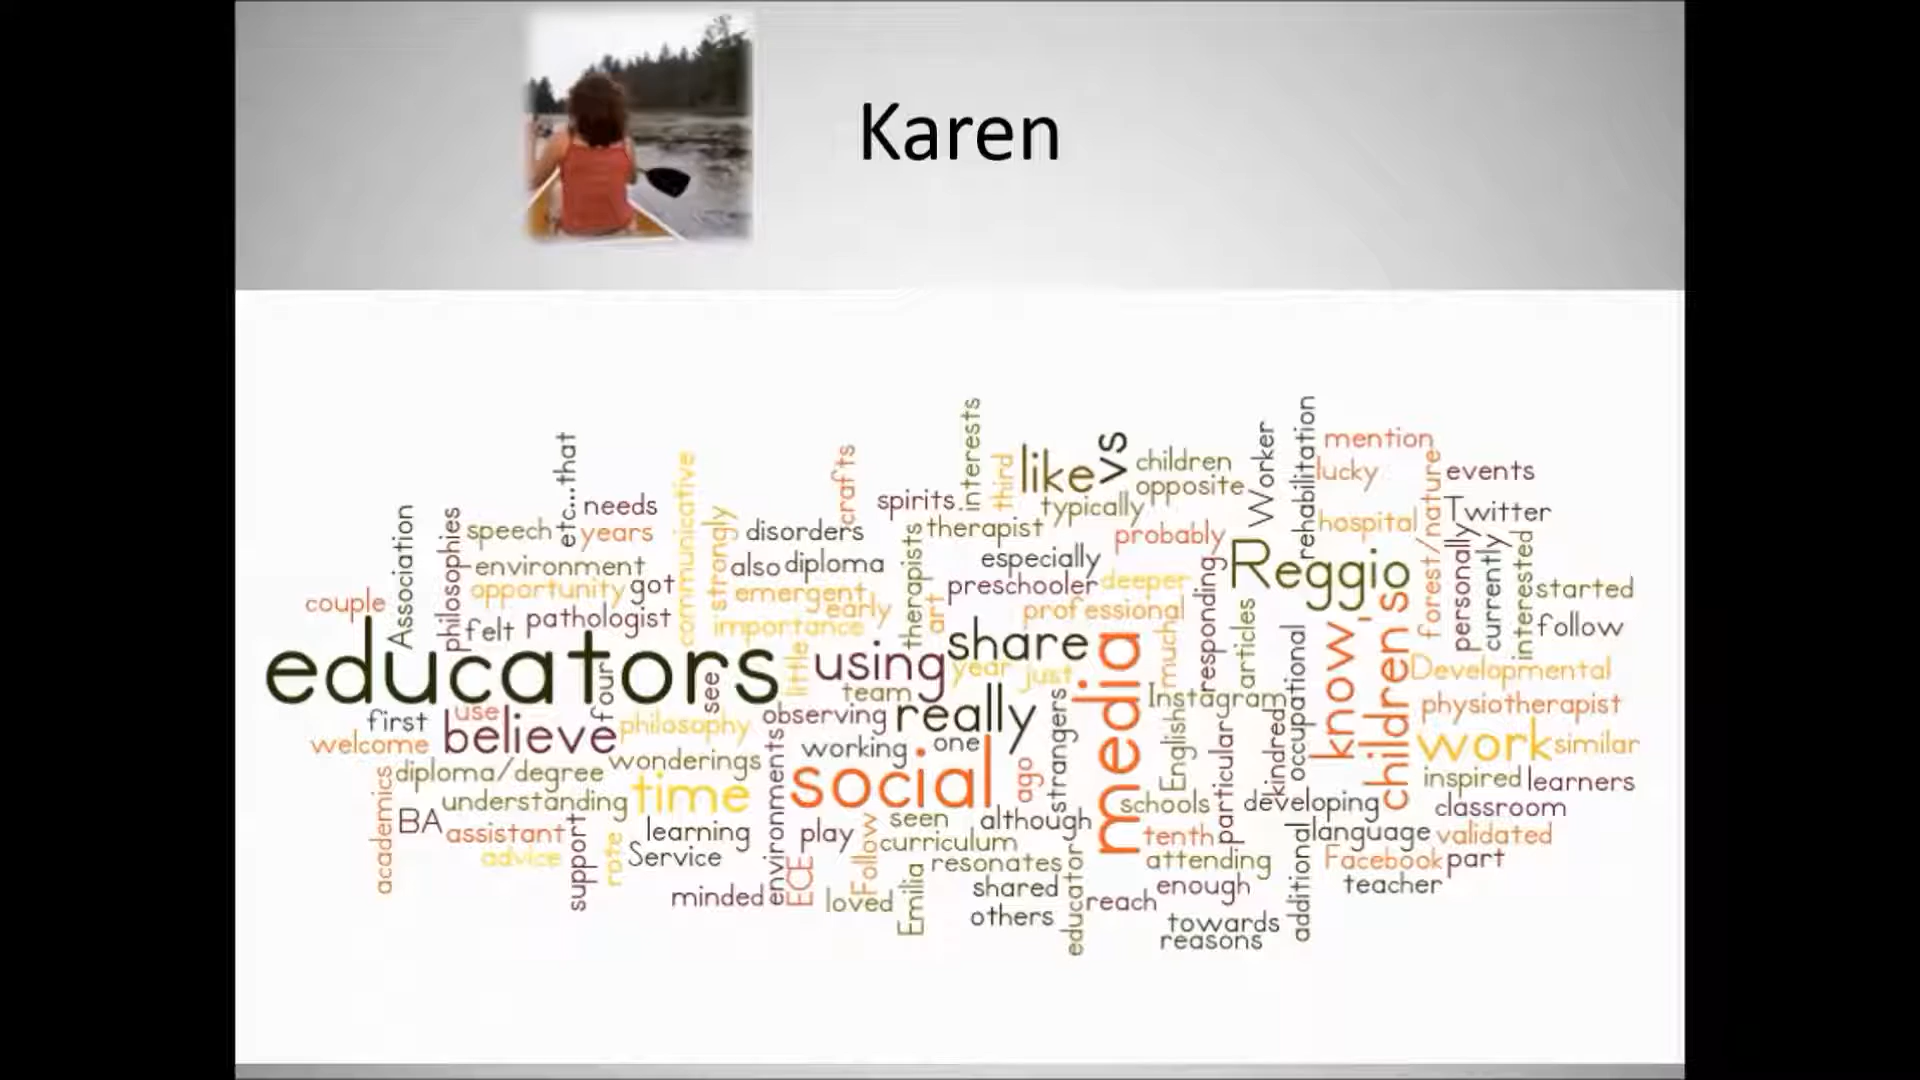 Karen
interests
rehabilitation
mention
vs
etc...that
Worker
crafts
third
like
children
lucky
events
communicative
spirits
opposite
forest/nature
needs
typically
Twitter
Association
philosophies
speech
years
strongly
disorders
therapists
therapist
probably
hospital
personally
currently
interested
environment
also
diploma
especially
Reggio
opportunity
got
emergent
preschooler
deeper
responding
started
couple
early
art
professional
articles
so
felt
pathologist
importance
much
follow
educators
four
see
little
using
share
media
occupational
know
children
Developmental
year
just
team
Instagram
physiotherapist
first
use
believe
philosophy
observing
really
strangers
English
particular
kindred
work
similar
welcome
wonderings
environments
working
one
diploma/degree
time
social
ago
inspired
learners
academics
understanding
schools
developing
classroom
BA
assistant
support
rote
learning
play
Follow
seen
although
tenth
additional
language
validated
advice
Service
curriculum
resonates
educator
attending
Facebook
part
minded
ECE
loved
Emilia
shared
reach
enough
teacher
others
towards
reasons